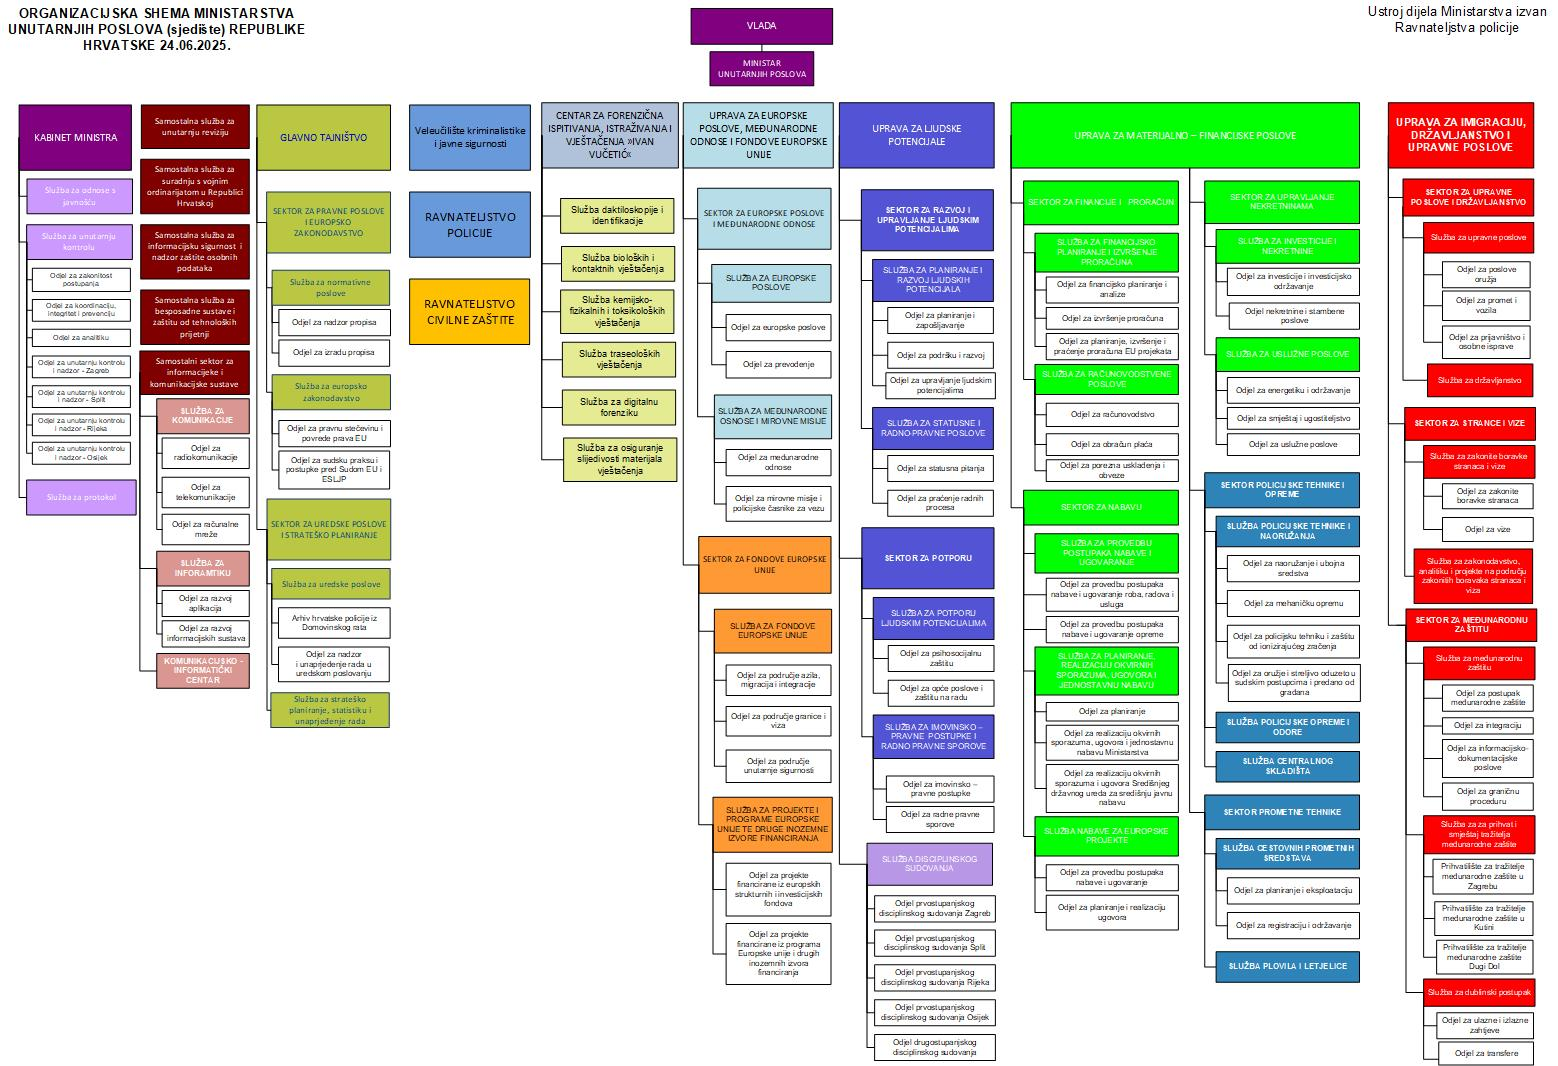 ORGANIZACIJSKA SHEMA MINISTARSTVA
UNUTARNJIH POSLOVA (sjedište) REPUBLIKE
HRVATSKE 24.06.2025.
VLADA
MINISTAR
UNUTARNJIH POSLOVA
Ustroj dijela Ministarstva izvan
Ravnateljstva policije
KABINET MINISTRA
Služba za odnose s
javnošću
Služba za unutarnju
kontrolu
Odjel za zakonitost
postupanja
Odjel za koordinaciju,
integritet i prevenciju
Odjel za analitiku
Odjel za unutarnju kontrolu
i nadzor - Zagreb
Odjel za unutarnju kontrolu
i nadzor - Split
Odjel za unutarnju kontrolu
i nadzor - Rijeka
Odjel za unutarnju kontrolu
i nadzor - Osijek
Služba za protokol
Samostalna služba za
unutarnju reviziju
Samostalna služba za
suradnju s vojnim
ordinarijatom u Republici
Hrvatskoj
Samostalna služba za
informacijsku sigurnost i
nadzor zaštite osobnih
podataka
Samostalna služba za
besposadne sustave i
zaštitu od tehnoloških
prijetnji
Samostalni sektor za
informacijeke i
komunikacijske sustave
SLUŽBA ZA
KOMUNIKACIJE
Odjel za
radiokomunikacije
Odjel za
telekomunikacije
Odjel za računalne
mreže
SLUŽBA ZA
INFORAMTIKU
Odjel za razvoj
aplikacija
Odjel za razvoj
informacijskih sustava
KOMUNIKACIJSKO -
INFORMATIČKI
CENTAR
GLAVNO TAJNIŠTVO
SEKTOR ZA PRAVNE POSLOVE
I EUROPSKO
ZAKONODAVSTVO
Služba za normativne
poslove
Odjel za nadzor propisa
Odjel za izradu propisa
Služba za europsko
zakonodavstvo
Odjel za pravnu stečevinu i
povrede prava EU
Odjel za sudsku praksu i
postupke pred Sudom EU i
ESLJP
SEKTOR ZA UREDSKE POSLOVE
I STRATEŠKO PLANIRANJE
Služba za uredske poslove
Arhiv hrvatske policije iz
Domovinskog rata
Odjel za nadzor
i unaprjeđenje rada u
uredskom poslovanju
Služba za strateško
planiranje, statistiku i
unaprjeđenje rada
Veleučilište kriminalistike
i javne sigurnosti
RAVNATELJSTVO
POLICIJE
RAVNATELJSTVO
CIVILNE ZAŠTITE
CENTAR ZA FORENZIČNA
ISPITIVANJA, ISTRAŽIVANJA I
VJEŠTAČENJA »IVAN
VUČETIĆ«
Služba daktiloskopije i
identifikacije
Služba bioloških i
kontaktnih vještačenja
Služba kemijsko-
fizikalnih i toksikoloških
vještačenja
Služba traseoloških
vještačenja
Služba za digitalnu
forenziku
Služba za osiguranje
slijedivosti materijala
vještačenja
UPRAVA ZA EUROPSKE
POSLOVE, MEĐUNARODNE
ODNOSE I FONDOVE EUROPSKE
UNIJE
SEKTOR ZA EUROPSKE POSLOVE
I MEĐUNARODNE ODNOSE
SLUŽBA ZA EUROPSKE
POSLOVE
Odjel za europske poslove
Odjel za prevođenje
SLUŽBA ZA MEĐUNARODNE
OSNOSE I MIROVNE MISIJE
Odjel za međunarodne
odnose
Odjel za mirovne misije i
policijske časnike za vezu
SEKTOR ZA FONDOVE EUROPSKE
UNIJE
SLUŽBA ZA FONDOVE
EUROPSKE UNIJE
Odjel za područje azila,
migracija i integracije
Odjel za područje granice i
viza
Odjel za područje
unutarnje sigurnosti
SLUŽBA ZA PROJEKTE I
PROGRAME EUROPSKE
UNIJE TE DRUGE INOZEMNE
IZVORE FINANCIRANJA
Odjel za projekte
financirane iz europskih
strukturnih i investicijskih
fondova
Odjel za projekte
financirane iz programa
Europske unije i drugih
inozemnih izvora
financiranja
UPRAVA ZA LJUDSKE
POTENCIJALE
SEKTOR ZA RAZVOJ I
UPRAVLJANJE LJUDSKIM
POTENCIJALIMA
SLUŽBA ZA PLANIRANJE I
RAZVOJ LJUDSKIH
POTENCIJALA
Odjel za planiranje i
zapošljavanje
Odjel za podršku i razvoj
Odjel za upravljanje ljudskim
potencijalima
SLUŽBA ZA STATUSNE I
RADNO-PRAVNE POSLOVE
Odjel za statusna pitanja
Odjel za praćenje radnih
procesa
SEKTOR ZA POTPORU
SLUŽBA ZA POTPORU
LJUDSKIM POTENCIJALIMA
Odjel za psihosocijalnu
zaštitu
Odjel za opće poslove i
zaštitu na radu
SLUŽBA ZA IMOVINSKO –
PRAVNE POSTUPKE I
RADNO PRAVNE SPOROVE
Odjel za imovinsko –
pravne postupke
Odjel za radne pravne
sporove
SLUŽBA DISCIPLINSKOG
SUDOVANJA
Odjel prvostupanjskog
disciplinskog sudovanja Zagreb
Odjel prvostupanjskog
disciplinskog sudovanja Split
Odjel prvostupanjskog
disciplinskog sudovanja Rijeka
Odjel prvostupanjskog
disciplinskog sudovanja Osijek
Odjel drugostupanjskog
disciplinskog sudovanja
UPRAVA ZA MATERIJALNO – FINANCIJSKE POSLOVE
SEKTOR ZA FINANCIJE I PRORAČUN
SLUŽBA ZA FINANCIJSKO
PLANIRANJE I IZVRŠENJE
PRORAČUNA
Odjel za financijsko planiranje i
analize
Odjel za izvršenje proračuna
Odjel za planiranje, izvršenje i
praćenje proračuna EU projekata
SLUŽBA ZA RAČUNOVODSTVENE
POSLOVE
Odjel za računovodstvo
Odjel za obračun plaća
Odjel za porezna usklađenja i
obveze
SEKTOR ZA NABAVU
SLUŽBA ZA PROVEDBU
POSTUPAKA NABAVE I
UGOVARANJE
Odjel za provedbu postupaka
nabave i ugovaranje roba, radova i
usluga
Odjel za provedbu postupaka
nabave i ugovaranje opreme
SLUŽBA ZA PLANIRANJE,
REALIZACIJU OKVIRNIH
SPORAZUMA, UGOVORA I
JEDNOSTAVNU NABAVU
Odjel za planiranje
Odjel za realizaciju okvirnih
sporazuma, ugovora i jednostavnu
nabavu Ministarstva
Odjel za realizaciju okvirnih
sporazuma i ugovora Središnjeg
državnog ureda za središnju javnu
nabavu
SLUŽBA NABAVE ZA EUROPSKE
PROJEKTE
Odjel za provedbu postupaka
nabave i ugovaranje
Odjel za planiranje i realizaciju
ugovora
SEKTOR ZA UPRAVLJANJE
NEKRETNINAMA
SLUŽBA ZA INVESTICIJE I
NEKRETNINE
Odjel za investicije i investicijsko
održavanje
Odjel nekretnine i stambene
poslove
SLUŽBA ZA USLUŽNE POSLOVE
Odjel za energetiku i održavanje
Odjel za smještaj i ugostiteljstvo
Odjel za uslužne poslove
SEKTOR POLICIJSKE TEHNIKE I
OPREME
SLUŽBA POLICIJSKE TEHNIKE I
NAORUŽANJA
Odjel za naoružanje i ubojna
sredstva
Odjel za mehaničku opremu
Odjel za policijsku tehniku i zaštitu
od ionizirajućeg zračenja
Odjel za oružje i streljivo oduzeto u
sudskim postupcima i predano od
građana
SLUŽBA POLICIJSKE OPREME I
ODORE
SLUŽBA CENTRALNOG
SKLADIŠTA
SEKTOR PROMETNE TEHNIKE
SLUŽBA CESTOVNIH PROMETNIH
SREDSTAVA
Odjel za planiranje i eksploataciju
Odjel za registraciju i održavanje
SLUŽBA PLOVILA I LETJELICE
UPRAVA ZA IMIGRACIJU,
DRŽAVLJANSTVO I
UPRAVNE POSLOVE
SEKTOR ZA UPRAVNE
POSLOVE I DRŽAVLJANSTVO
Služba za upravne poslove
Odjel za poslove
oružja
Odjel za promet i
vozila
Odjel za prijavništvo i
osobne isprave
Služba za državljanstvo
SEKTOR ZA STRANCE I VIZE
Služba za zakonite boravke
stranaca i vize
Odjel za zakonite
boravke stranaca
Odjel za vize
Služba za zakonodavstvo,
analitiku i projekte na području
zakonitih boravaka stranaca i
viza
SEKTOR ZA MEĐUNARODNU
ZAŠTITU
Služba za međunarodnu
zaštitu
Odjel za postupak
međunarodne zaštite
Odjel za integraciju
Odjel za informacijsko-
dokumentacijske
poslove
Odjel za graničnu
proceduru
Služba za za prihvat i
smještaj tražitelja
međunarodne zaštite
Prihvatilište za tražitelje
međunarodne zaštite u
Zagrebu
Prihvatilište za tražitelje
međunarodne zaštite u
Kutini
Prihvatilište za tražitelje
međunarodne zaštite
Dugi Dol
Služba za dublinski postupak
Odjel za ulazne i izlazne
zahtjeve
Odjel za transfere